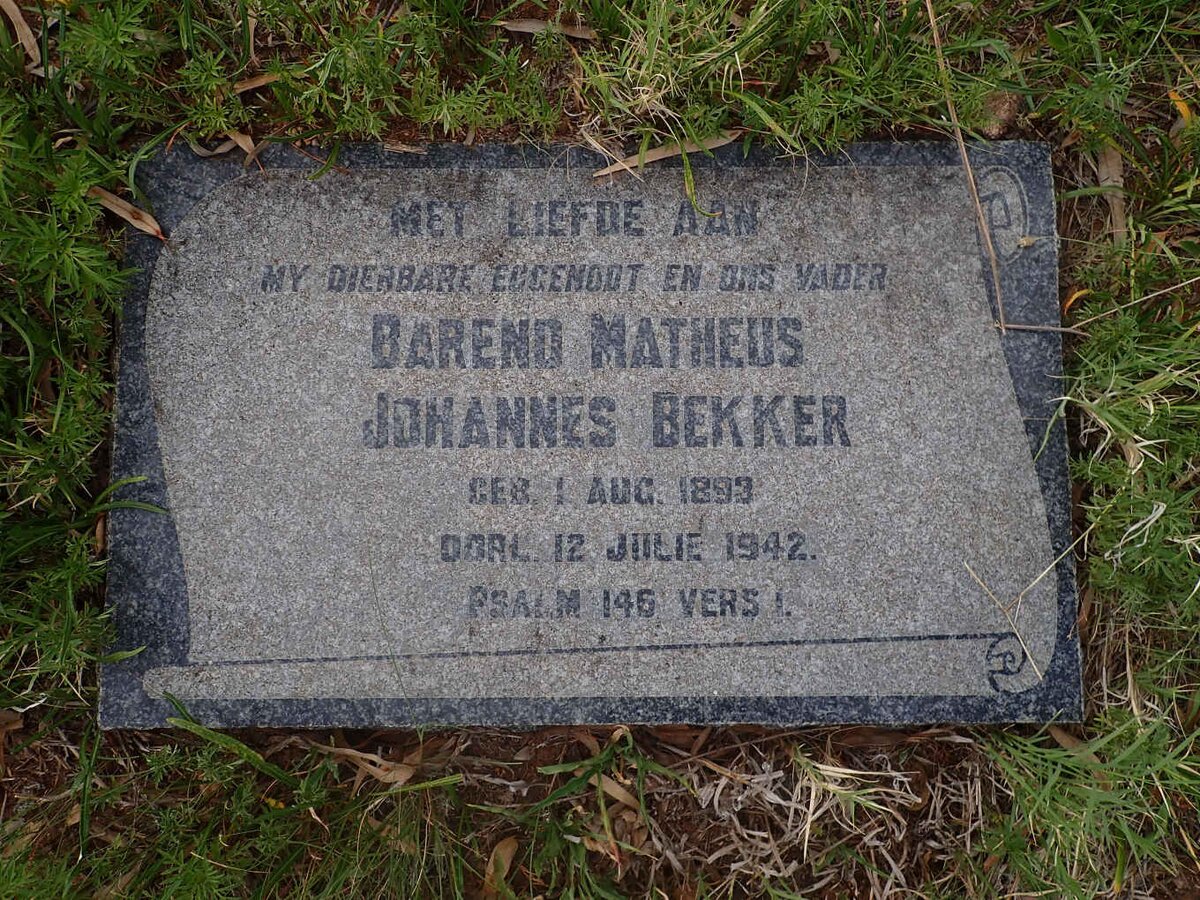 MET LIEFDE AAN
MY DIERBARE EGGENOOT EN ONS VADER
BAREND MATHEUS
JOHANNES BEKKER
GEB. 1. AUG. 1893
OORL. 12 JULIE 1942.
PSALM 146 VERS 1.